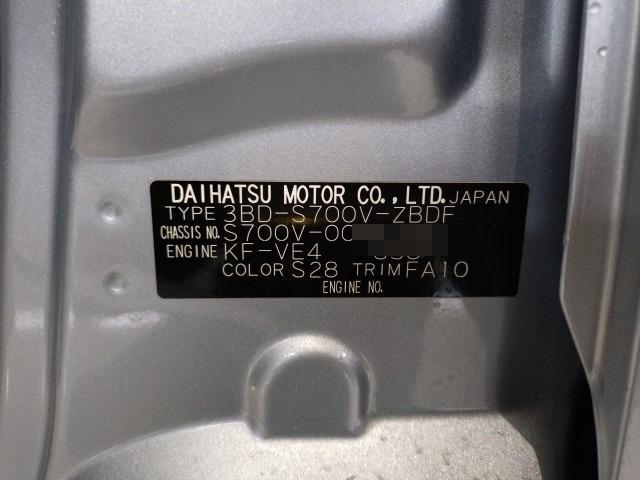 DAIHATSU MOTOR CO., LTD. JAPAN
TYPE 3BD-S700V-ZBDF
CHASSIS NO. S700V-00
ENGINE KF-VE4
COLOR S28 TRIM FA10
ENGINE NO.